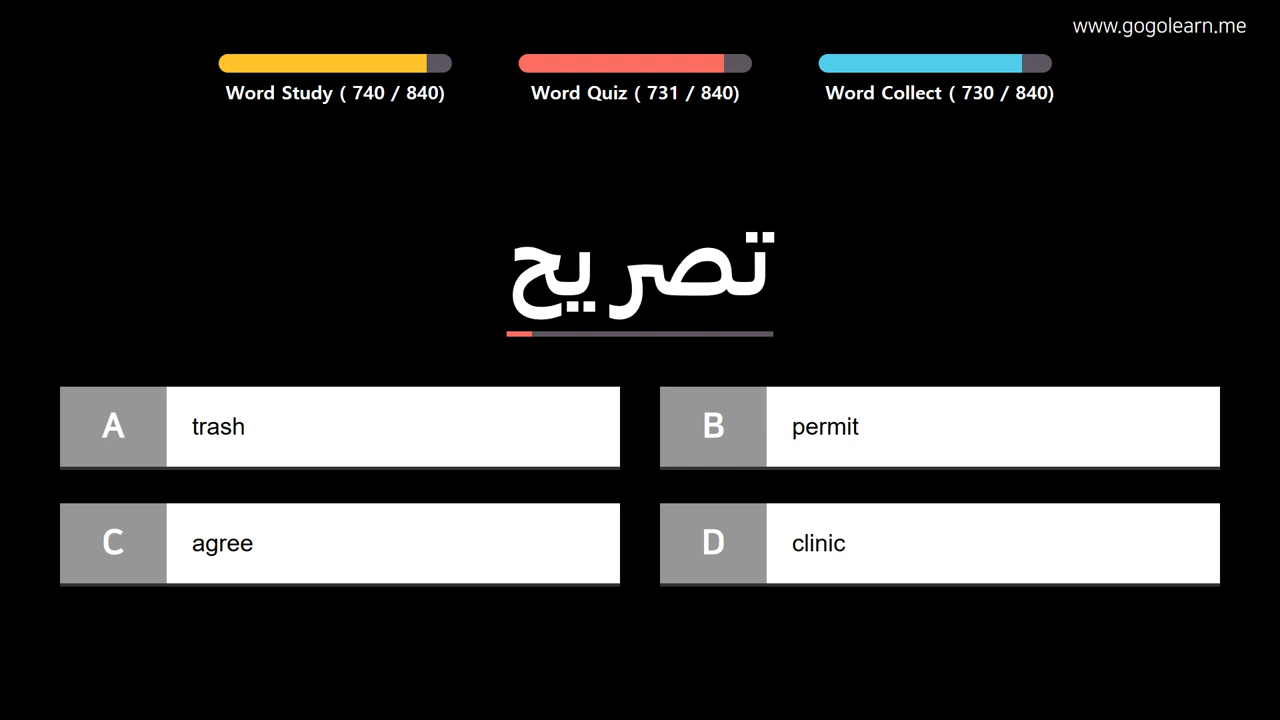 www.gogolearn.me
Word Study ( 740 / 840)
Word Quiz ( 731 / 840)
Word Collect ( 730 / 840)
تصريح
A trash
B permit
C agree
D clinic